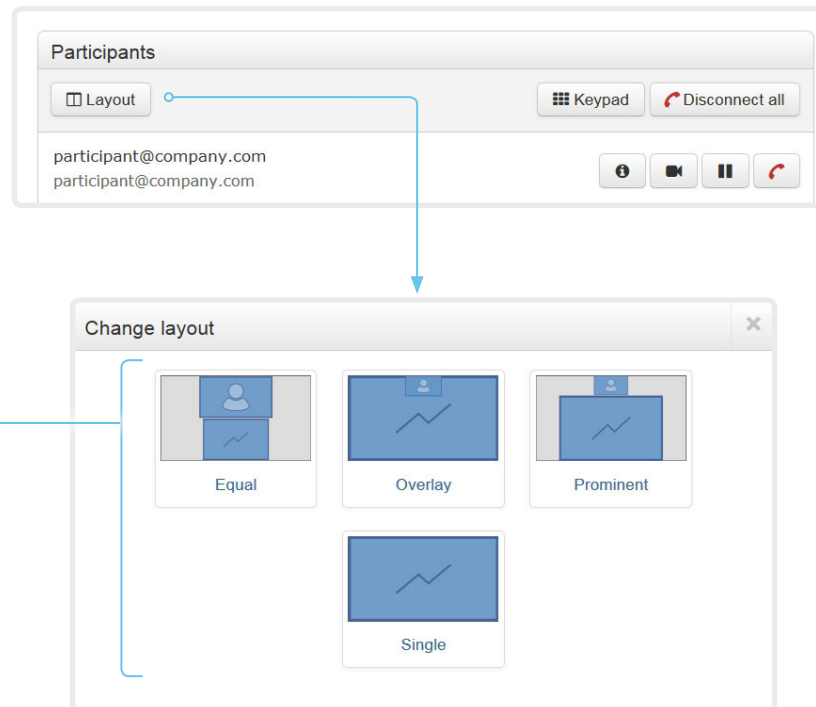 Participants
Layout
Keypad
Disconnect all
participant@company.com
participant@company.com
Change layout
Equal
Overlay
Prominent
Single